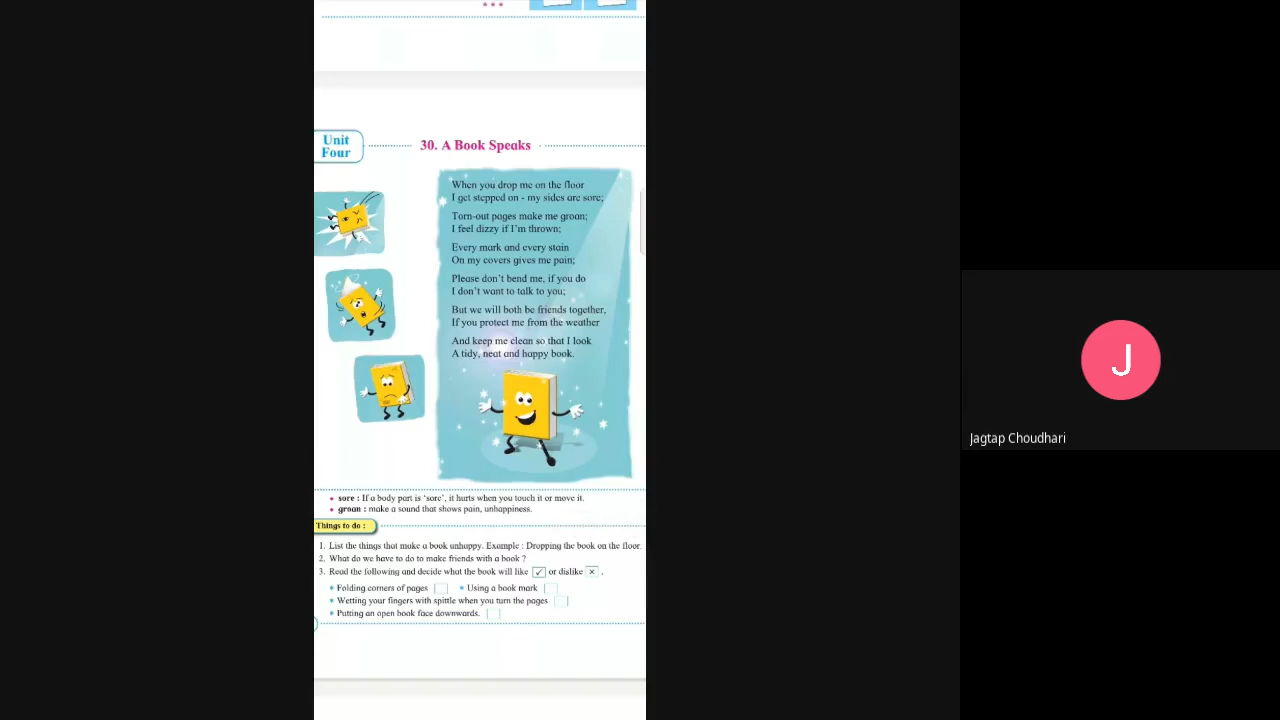 Unit
Four
30. A Book Speaks
When you drop me on the floor
I get stepped on - my sides are sore;
Torn-out pages make me groan;
I feel dizzy if I'm thrown;
Every mark and every stain
On my covers gives me pain;
Please don't bend me, if you do
I don't want to talk to you;
But we will both be friends together,
If you protect me from the weather
And keep me clean so that I look
A tidy, neat and happy book.
• sore : If a body part is 'sore', it hurts when you touch it or move it.
• groan : make a sound that shows pain, unhappiness.
Things to do :
1. List the things that make a book unhappy. Example : Dropping the book on the floor.
2. What do we have to do to make friends with a book ?
3. Read the following and decide what the book will like ✓ or dislike × .
* Folding corners of pages * Using a book mark
* Wetting your fingers with spittle when you turn the pages
* Putting an open book face downwards.
J
Jagtap Choudhari